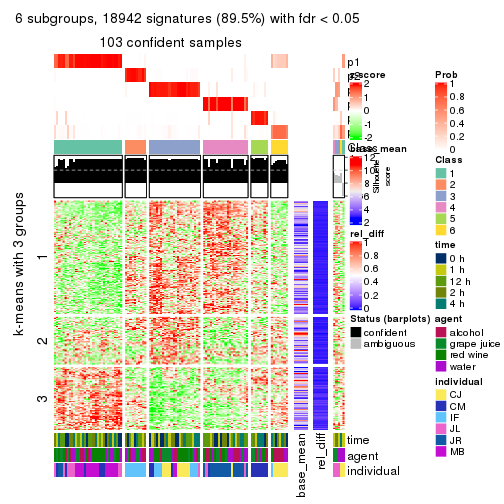 6 subgroups, 18942 signatures (89.5%) with fdr < 0.05
103 confident samples
p1
z-score
2
1
0
-1
-2
Class
Silhouette
score
base_mean
12
10
8
6
4
2
rel_diff
1
0.8
0.6
0.4
0.2
0
Status (barplots)
confident
ambiguous
Prob
1
0.8
0.6
0.4
0.2
0
Class
1
2
3
4
5
6
time
0 h
1 h
12 h
2 h
4 h
agent
alcohol
grape juice
red wine
water
individual
CJ
CM
IF
JL
JR
MB
k-means with 3 groups
1
2
3
time
agent
individual
base_mean
rel_diff